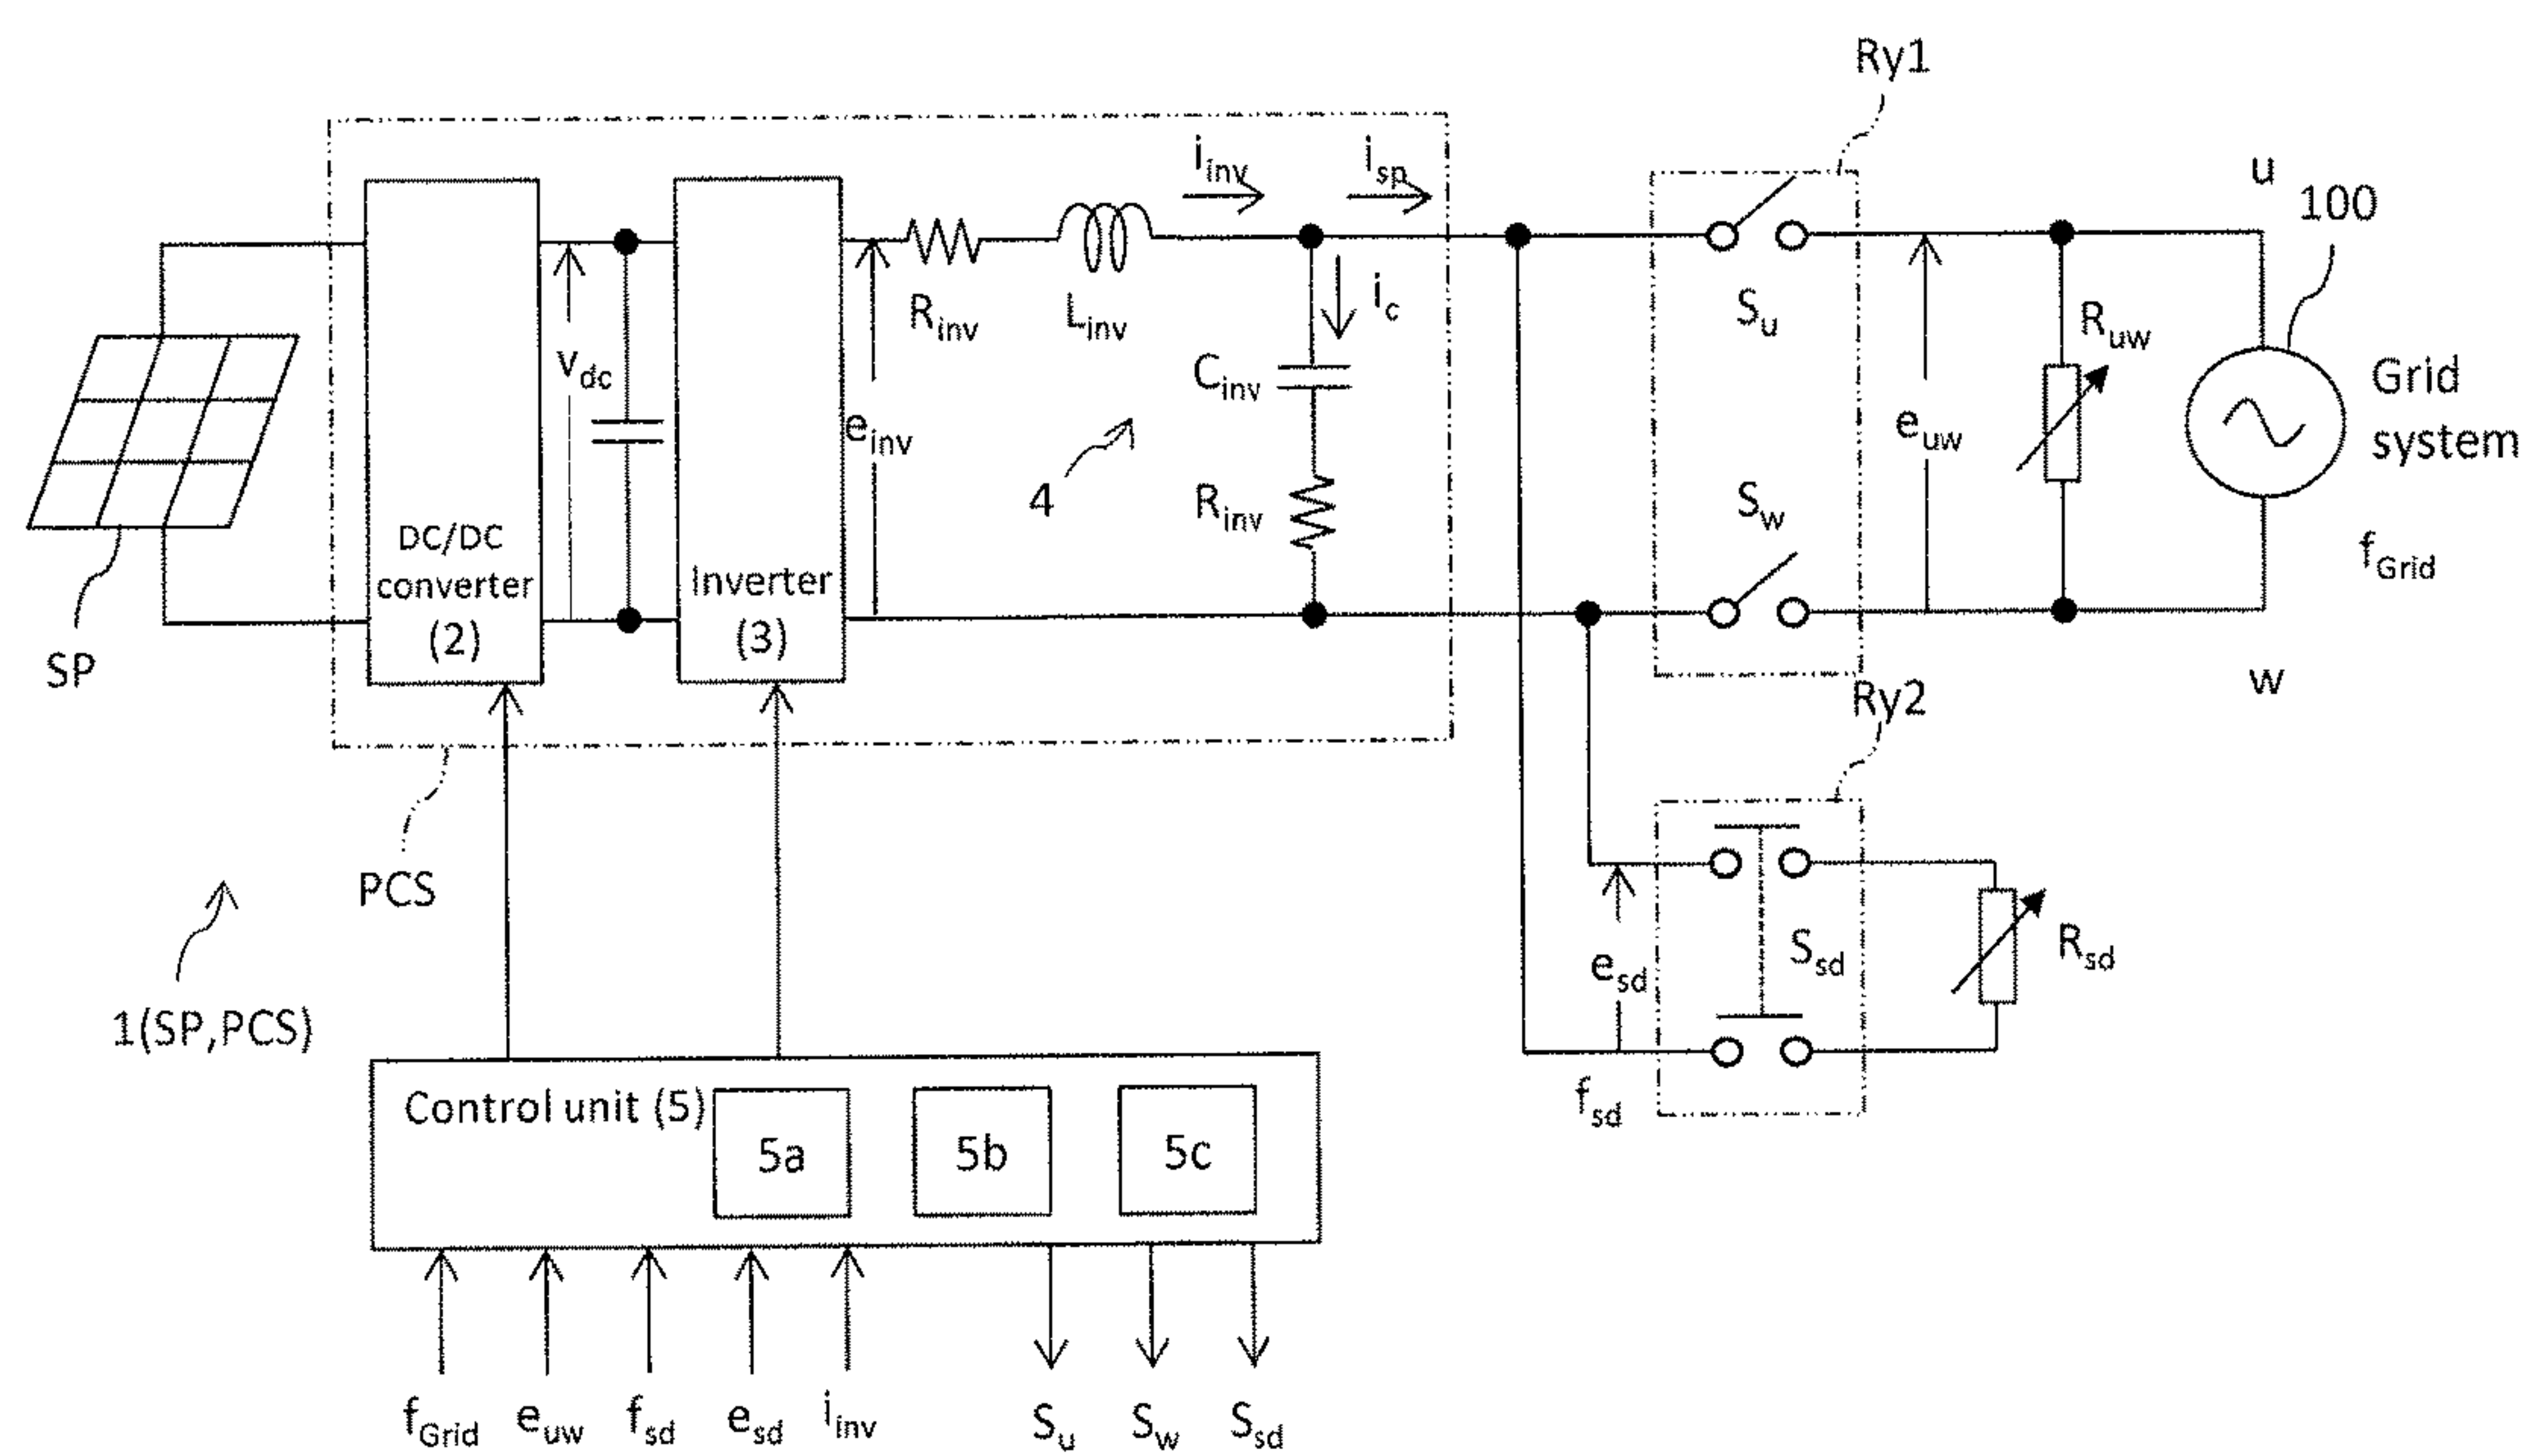 Ry1
u
100
i_inv
i_sp
R_inv
L_inv
i_c
S_u
R_uw
v_dc
C_inv
e_inv
e_uw
Grid
system
4
R_inv
S_w
f_Grid
DC/DC
converter
(2)
Inverter
(3)
SP
w
Ry2
PCS
S_sd
R_sd
e_sd
1(SP,PCS)
f_sd
Control unit (5)
5a
5b
5c
f_Grid
e_uw
f_sd
e_sd
i_inv
S_u
S_w
S_sd